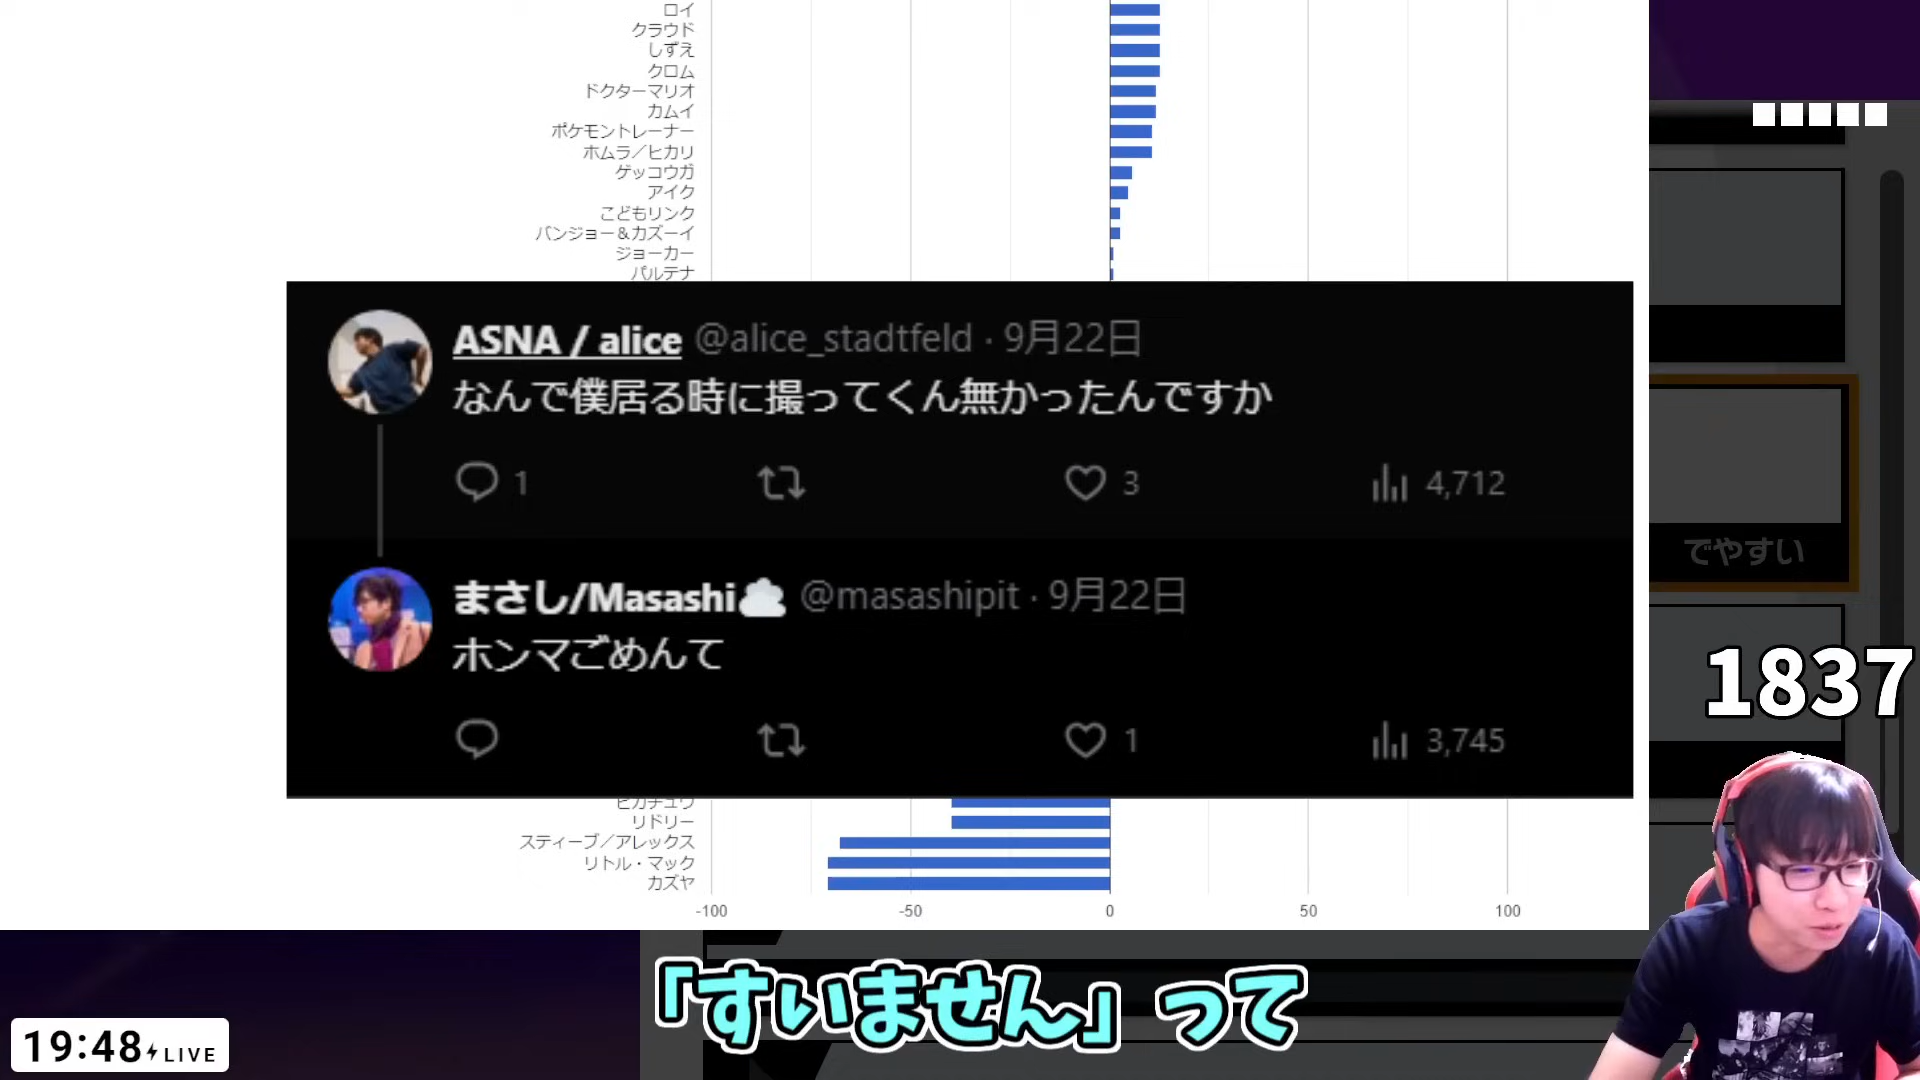 ロイ
クラウド
しずえ
クロム
ドクターマリオ
カムイ
ポケモントレーナー
ホムラ／ヒカリ
ゲッコウガ
アイク
こどもリンク
バンジョー＆カズーイ
ジョーカー
パルテナ
ASNA / alice @alice_stadtfeld · 9月22日
なんで僕居る時に撮ってくん無かったんですか
1 3 4,712
まさし/Masashi @masashipit · 9月22日
ホンマごめんて
1 3,745
でやすい
1837
ピカチュウ
リドリー
スティーブ／アレックス
リトル・マック
カズヤ
-100 -50 0 50 100
「すいません」って
19:48 LIVE